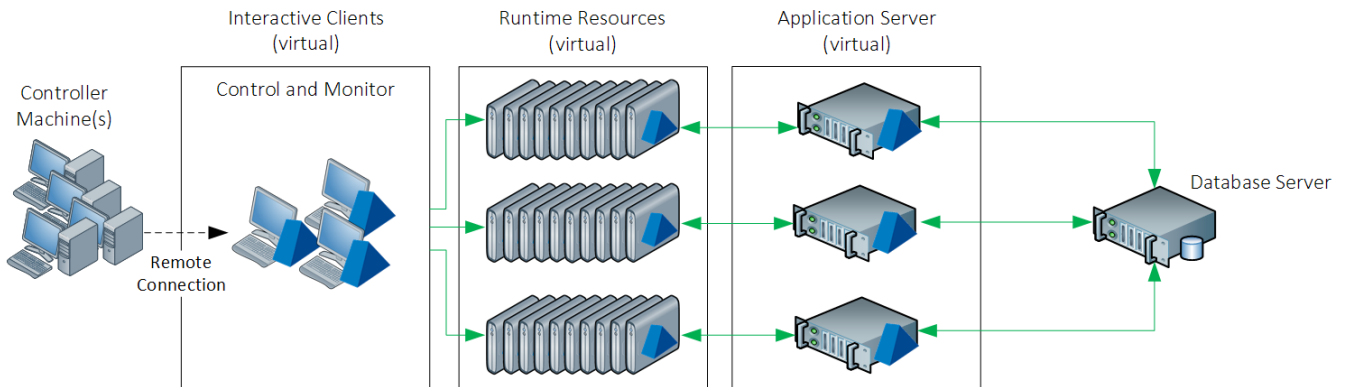 Interactive Clients
(virtual)
Runtime Resources
(virtual)
Application Server
(virtual)
Control and Monitor
Controller
Machine(s)
Database Server
Remote
Connection